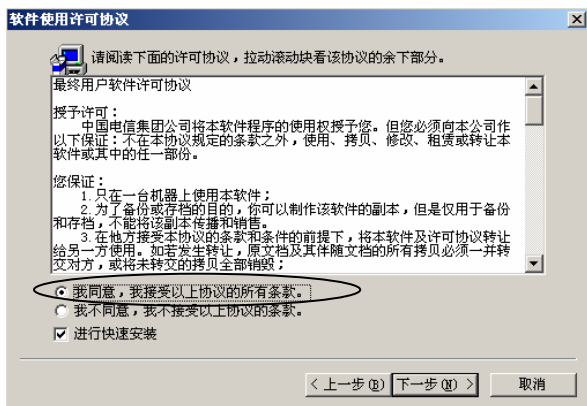 软件使用许可协议
请阅读下面的许可协议，拉动滚动块看该协议的余下部分。
最终用户软件许可协议
授予许可：
中国电信集团公司将本软件程序的使用权授予您。但您必须向本公司作
以下保证：不在本协议规定的条款之外，使用、拷贝、修改、租赁或转让本
软件或其中的任一部份。
您保证：
1.只在一台机器上使用本软件；
2.为了备份或存档的目的，你可以制作该软件的副本，但是仅用于备份
和存档，不能将该副本传播和销售。
3.在他方接受本协议的条款和条件的前提下，将本软件及许可协议转让
给另一方使用。如若发生转让，原文档及其伴随文档的所有拷贝必须一并转
交对方，或将未转交的拷贝全部销毁；
我同意，我接受以上协议的所有条款。
我不同意，我不接受以上协议的条款。
进行快速安装
< 上一步(B) 下一步(N) > 取消